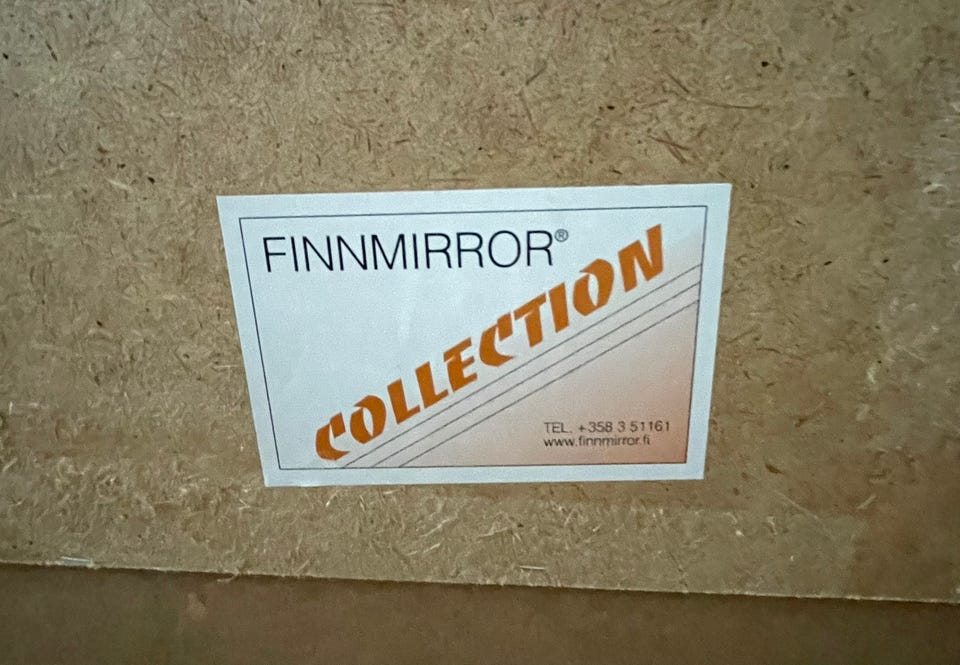 FINNMIRROR®
COLLECTION
TEL. +358 3 51161
www.finnmirror.fi